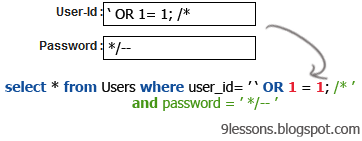 User-Id : ‘ OR 1= 1; /*
Password : */--
select * from Users where user_id= ’‘ OR 1 = 1; /* ’
and password = ’ */-- ’
9lessons.blogspot.com